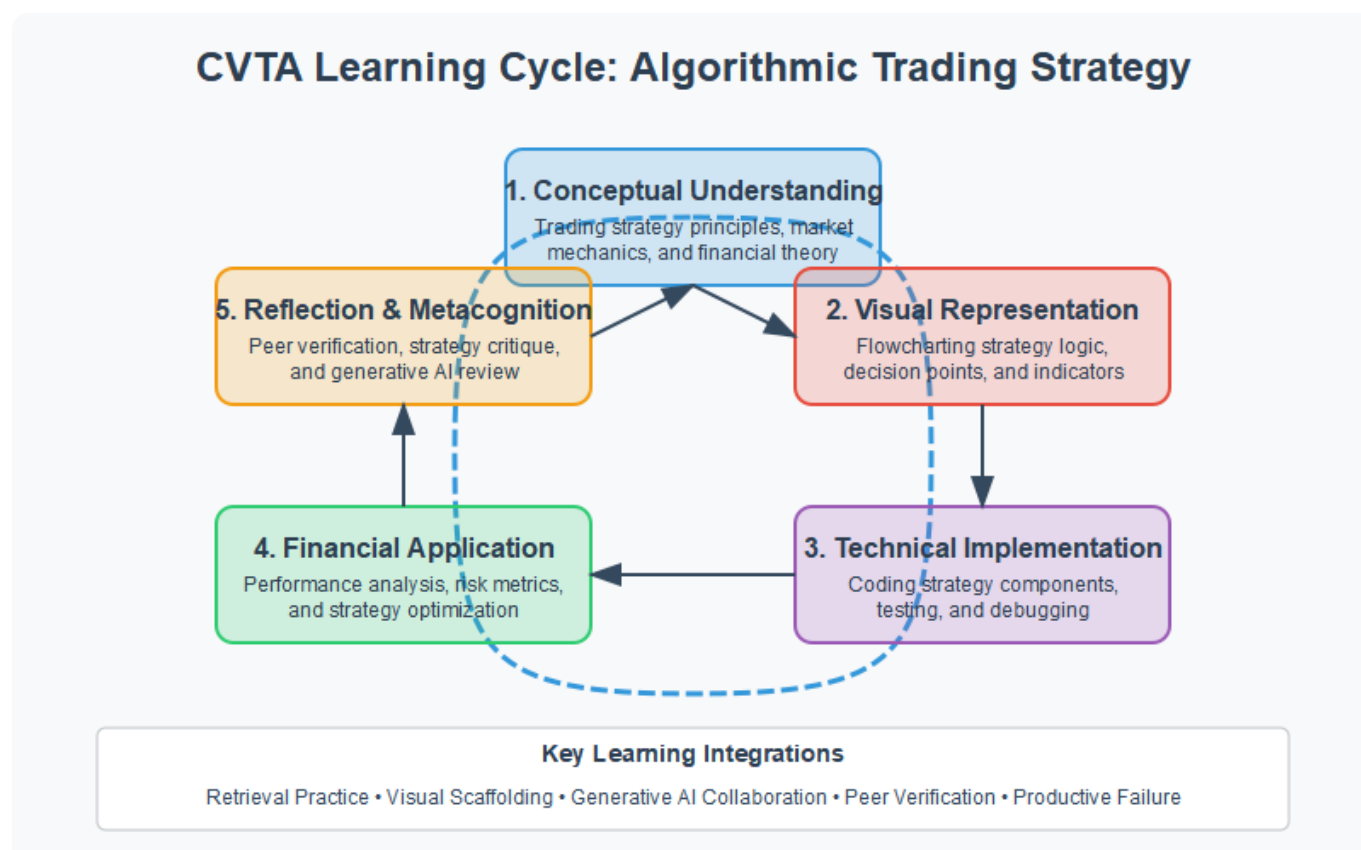 CVTA Learning Cycle: Algorithmic Trading Strategy
1. Conceptual Understanding
Trading strategy principles, market
mechanics, and financial theory
2. Visual Representation
Flowcharting strategy logic,
decision points, and indicators
3. Technical Implementation
Coding strategy components,
testing, and debugging
4. Financial Application
Performance analysis, risk metrics,
and strategy optimization
5. Reflection & Metacognition
Peer verification, strategy critique,
and generative AI review
Key Learning Integrations
Retrieval Practice • Visual Scaffolding • Generative AI Collaboration • Peer Verification • Productive Failure